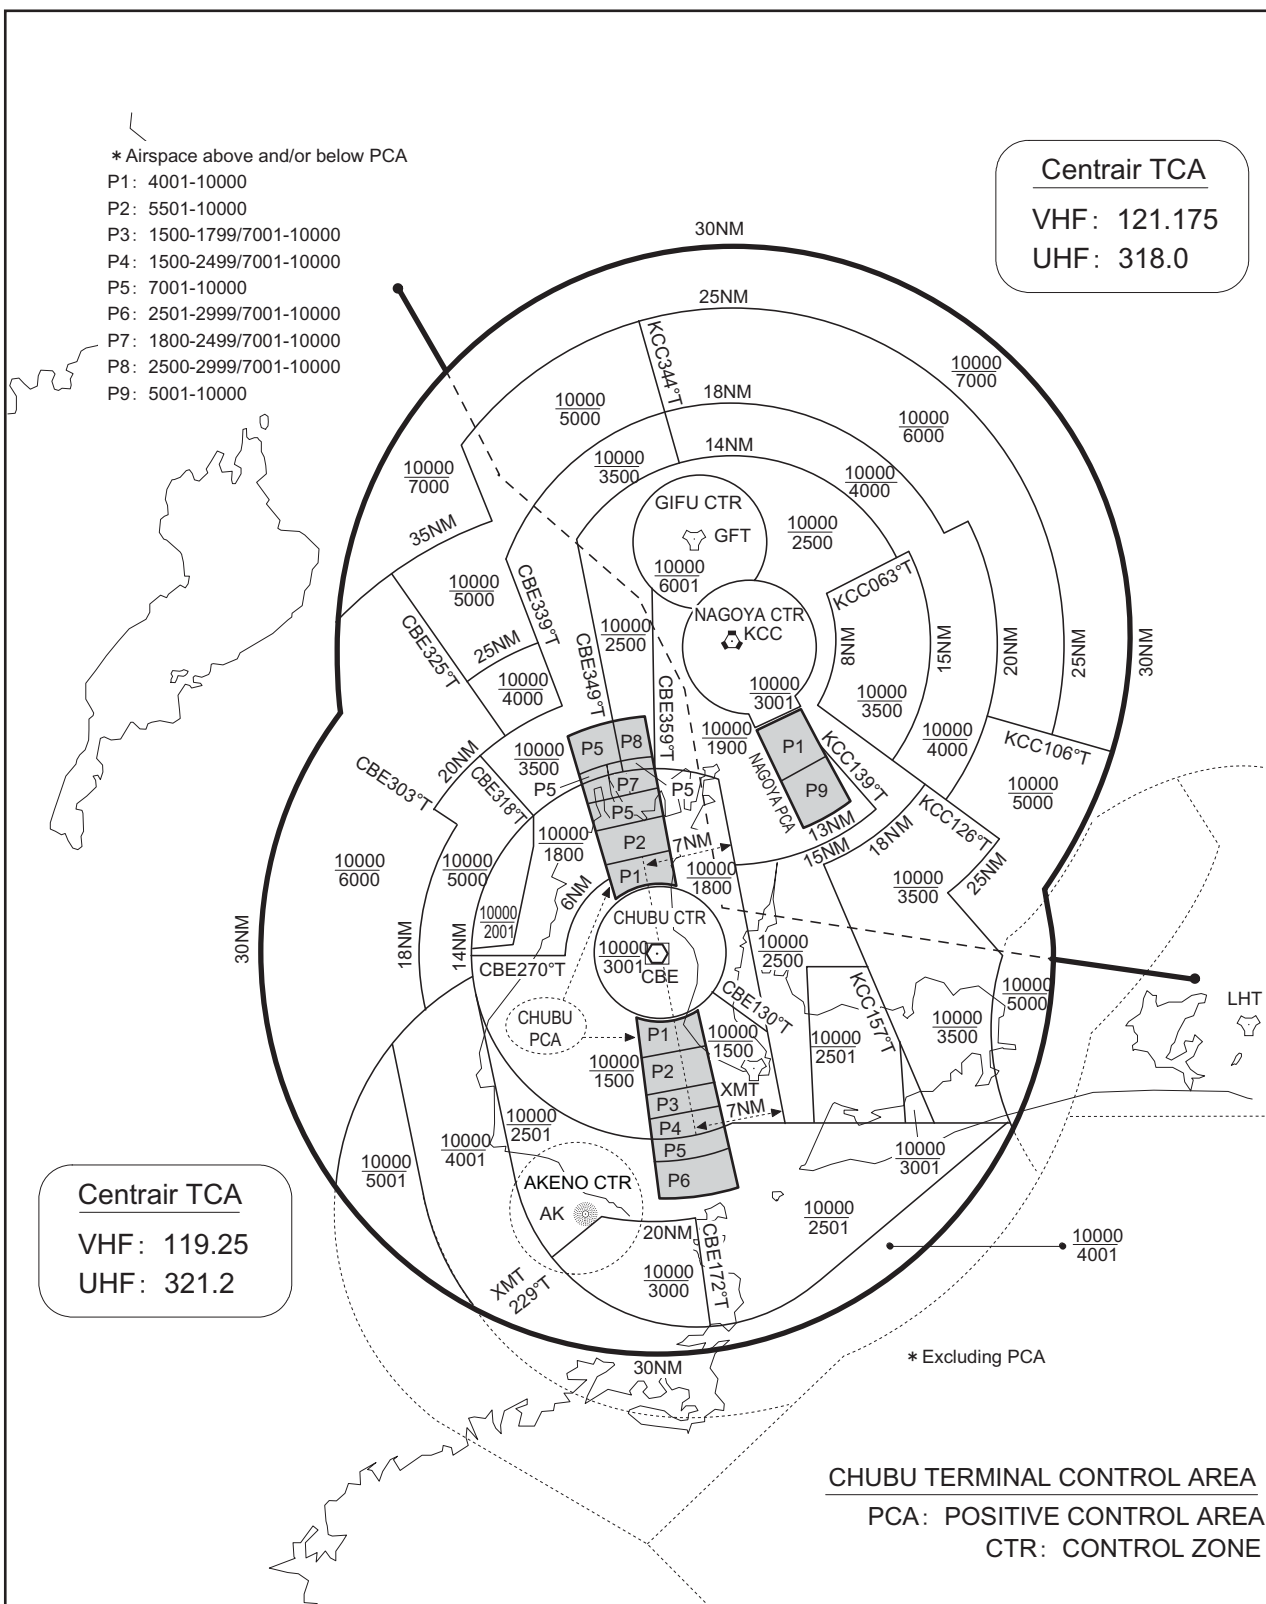 * Airspace above and/or below PCA
P1: 4001-10000
P2: 5501-10000
P3: 1500-1799/7001-10000
P4: 1500-2499/7001-10000
P5: 7001-10000
P6: 2501-2999/7001-10000
P7: 1800-2499/7001-10000
P8: 2500-2999/7001-10000
P9: 5001-10000
Centrair TCA
VHF: 121.175
UHF: 318.0
30NM
25NM
KCC344°T
10000
7000
10000
5000
18NM
10000
6000
14NM
10000
3500
10000
7000
10000
4000
GIFU CTR
GFT
10000
2500
35NM
10000
6001
KCC063°T
10000
5000
CBE339°T
NAGOYA CTR
KCC
10000
2500
CBE325°T
25NM
8NM
15NM
20NM
25NM
30NM
10000
4000
CBE349°T
CBE359°T
10000
3001
10000
3500
10000
1900
P5
P8
P1
KCC139°T
10000
4000
KCC106°T
20NM
10000
3500
CBE303°T
CBE318°T
P5
P7
P5
NAGOYA PCA
P9
10000
5000
P5
13NM
15NM
18NM
KCC126°T
10000
1800
P2
7NM
10000
6000
10000
5000
P1
10000
1800
25NM
10000
3500
6NM
10000
2001
CHUBU CTR
30NM
18NM
14NM
10000
3001
CBE
10000
2500
CBE270°T
CBE130°T
KCC157°T
10000
5000
LHT
CHUBU
PCA
P1
10000
1500
10000
2501
10000
3500
10000
1500
P2
XMT
P3
7NM
P4
10000
2501
10000
4001
P5
10000
3001
10000
5001
AKENO CTR
P6
AK
10000
2501
20NM
CBE172°T
10000
4001
10000
3000
XMT
229°T
Centrair TCA
VHF: 119.25
UHF: 321.2
30NM
* Excluding PCA
CHUBU TERMINAL CONTROL AREA
PCA: POSITIVE CONTROL AREA
CTR: CONTROL ZONE